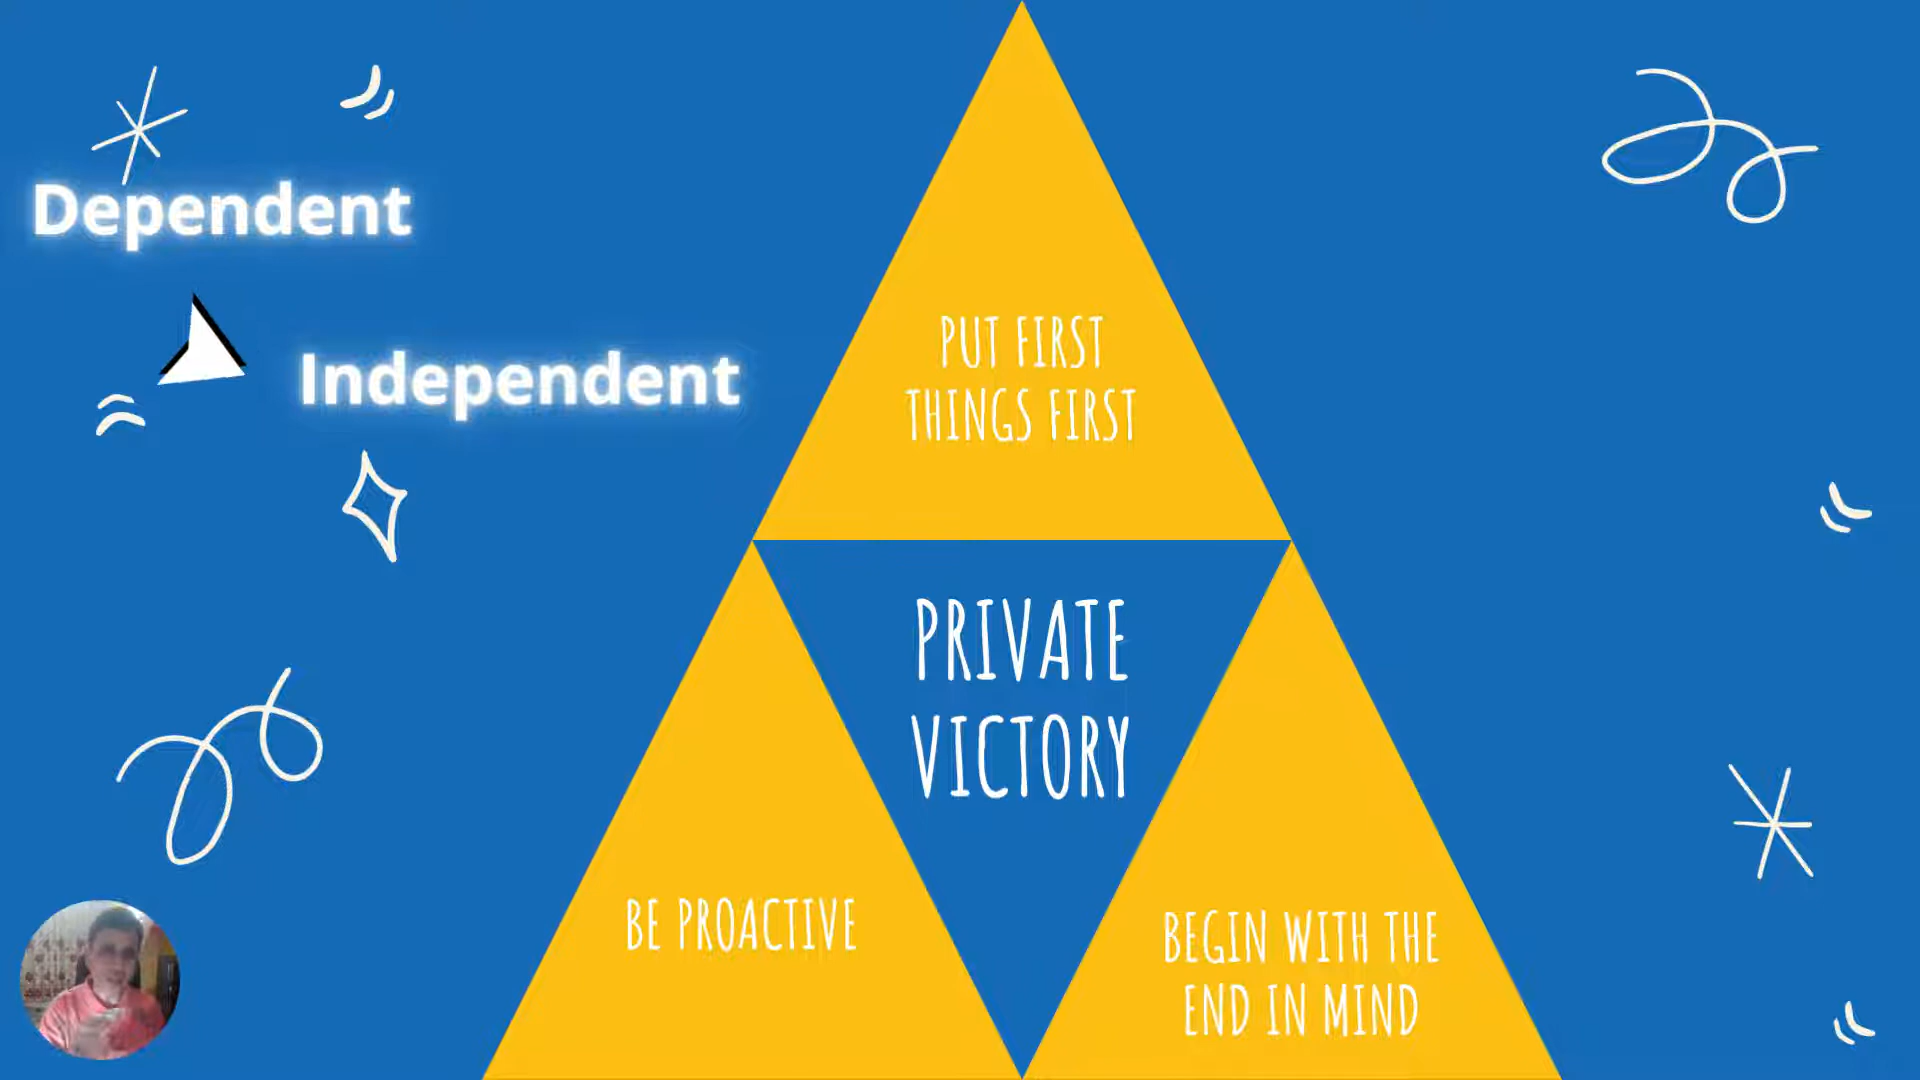 Dependent
Independent
PUT FIRST
THINGS FIRST
PRIVATE
VICTORY
BE PROACTIVE
BEGIN WITH THE
END IN MIND